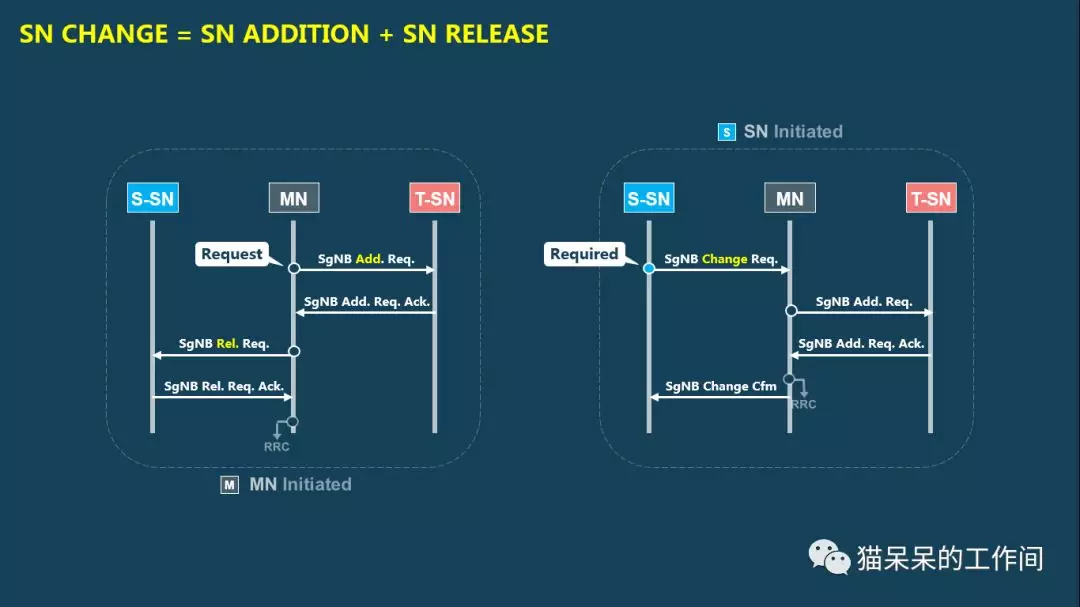 SN CHANGE = SN ADDITION + SN RELEASE
S-SN
MN
T-SN
Request
SgNB Add. Req.
SgNB Add. Req. Ack.
SgNB Rel. Req.
SgNB Rel. Req. Ack.
RRC
M MN Initiated
S SN Initiated
S-SN
MN
T-SN
Required
SgNB Change Req.
SgNB Add. Req.
SgNB Add. Req. Ack.
RRC
SgNB Change Cfm
猫呆呆的工作间